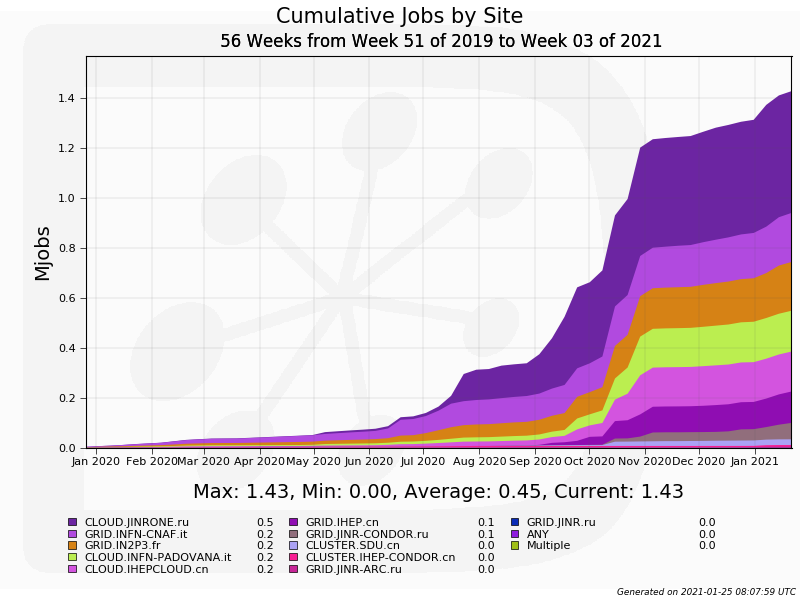 Cumulative Jobs by Site
56 Weeks from Week 51 of 2019 to Week 03 of 2021
Mjobs
1.4
1.2
1.0
0.8
0.6
0.4
0.2
0.0
Jan 2020 Feb 2020 Mar 2020 Apr 2020 May 2020 Jun 2020 Jul 2020 Aug 2020 Sep 2020 Oct 2020 Nov 2020 Dec 2020 Jan 2021
Max: 1.43, Min: 0.00, Average: 0.45, Current: 1.43
CLOUD.JINRONE.ru 0.5 GRID.IHEP.cn 0.1 GRID.JINR.ru 0.0
GRID.INFN-CNAF.it 0.2 GRID.JINR-CONDOR.ru 0.1 ANY 0.0
GRID.IN2P3.fr 0.2 CLUSTER.SDU.cn 0.0 Multiple 0.0
CLOUD.INFN-PADOVANA.it 0.2 CLUSTER.IHEP-CONDOR.cn 0.0
CLOUD.IHEPCLOUD.cn 0.2 GRID.JINR-ARC.ru 0.0
Generated on 2021-01-25 08:07:59 UTC